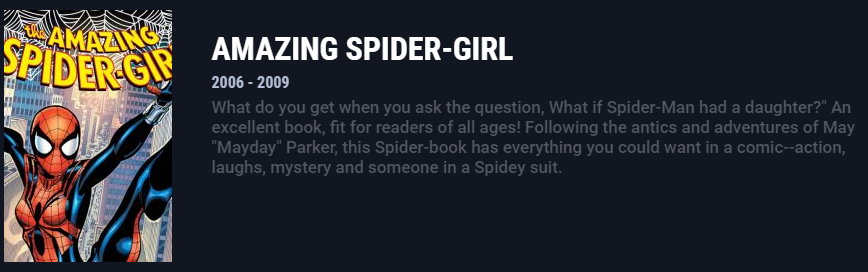 the AMAZING
SPIDER-GIRL
AMAZING SPIDER-GIRL
2006 - 2009
What do you get when you ask the question, What if Spider-Man had a daughter?" An
excellent book, fit for readers of all ages! Following the antics and adventures of May
"Mayday" Parker, this Spider-book has everything you could want in a comic--action,
laughs, mystery and someone in a Spidey suit.